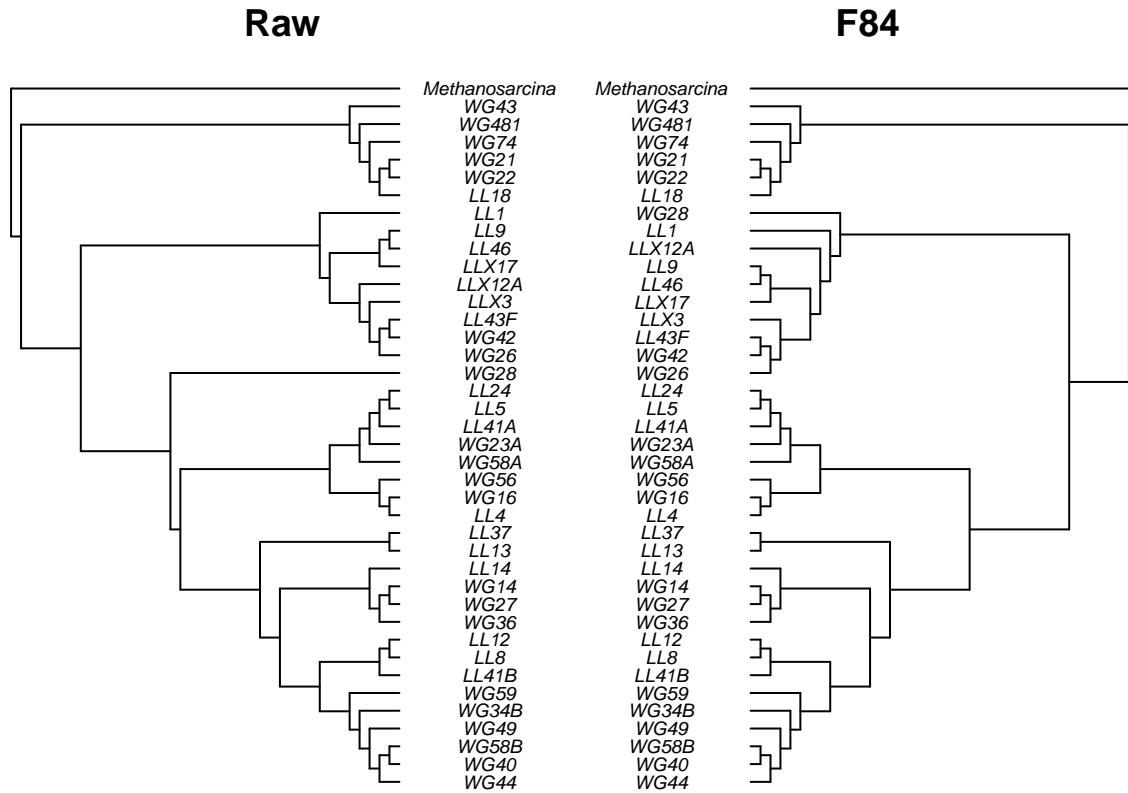 Raw F84
Methanosarcina Methanosarcina
WG43 WG43
WG481 WG481
WG74 WG74
WG21 WG21
WG22 WG22
LL18 LL18
LL1 WG28
LL9 LL1
LL46 LLX12A
LLX17 LL9
LLX12A LL46
LLX3 LLX17
LL43F LLX3
WG42 LL43F
WG26 WG42
WG28 WG26
LL24 LL24
LL5 LL5
LL41A LL41A
WG23A WG23A
WG58A WG58A
WG56 WG56
WG16 WG16
LL4 LL4
LL37 LL37
LL13 LL13
LL14 LL14
WG14 WG14
WG27 WG27
WG36 WG36
LL12 LL12
LL8 LL8
LL41B LL41B
WG59 WG59
WG34B WG34B
WG49 WG49
WG58B WG58B
WG40 WG40
WG44 WG44